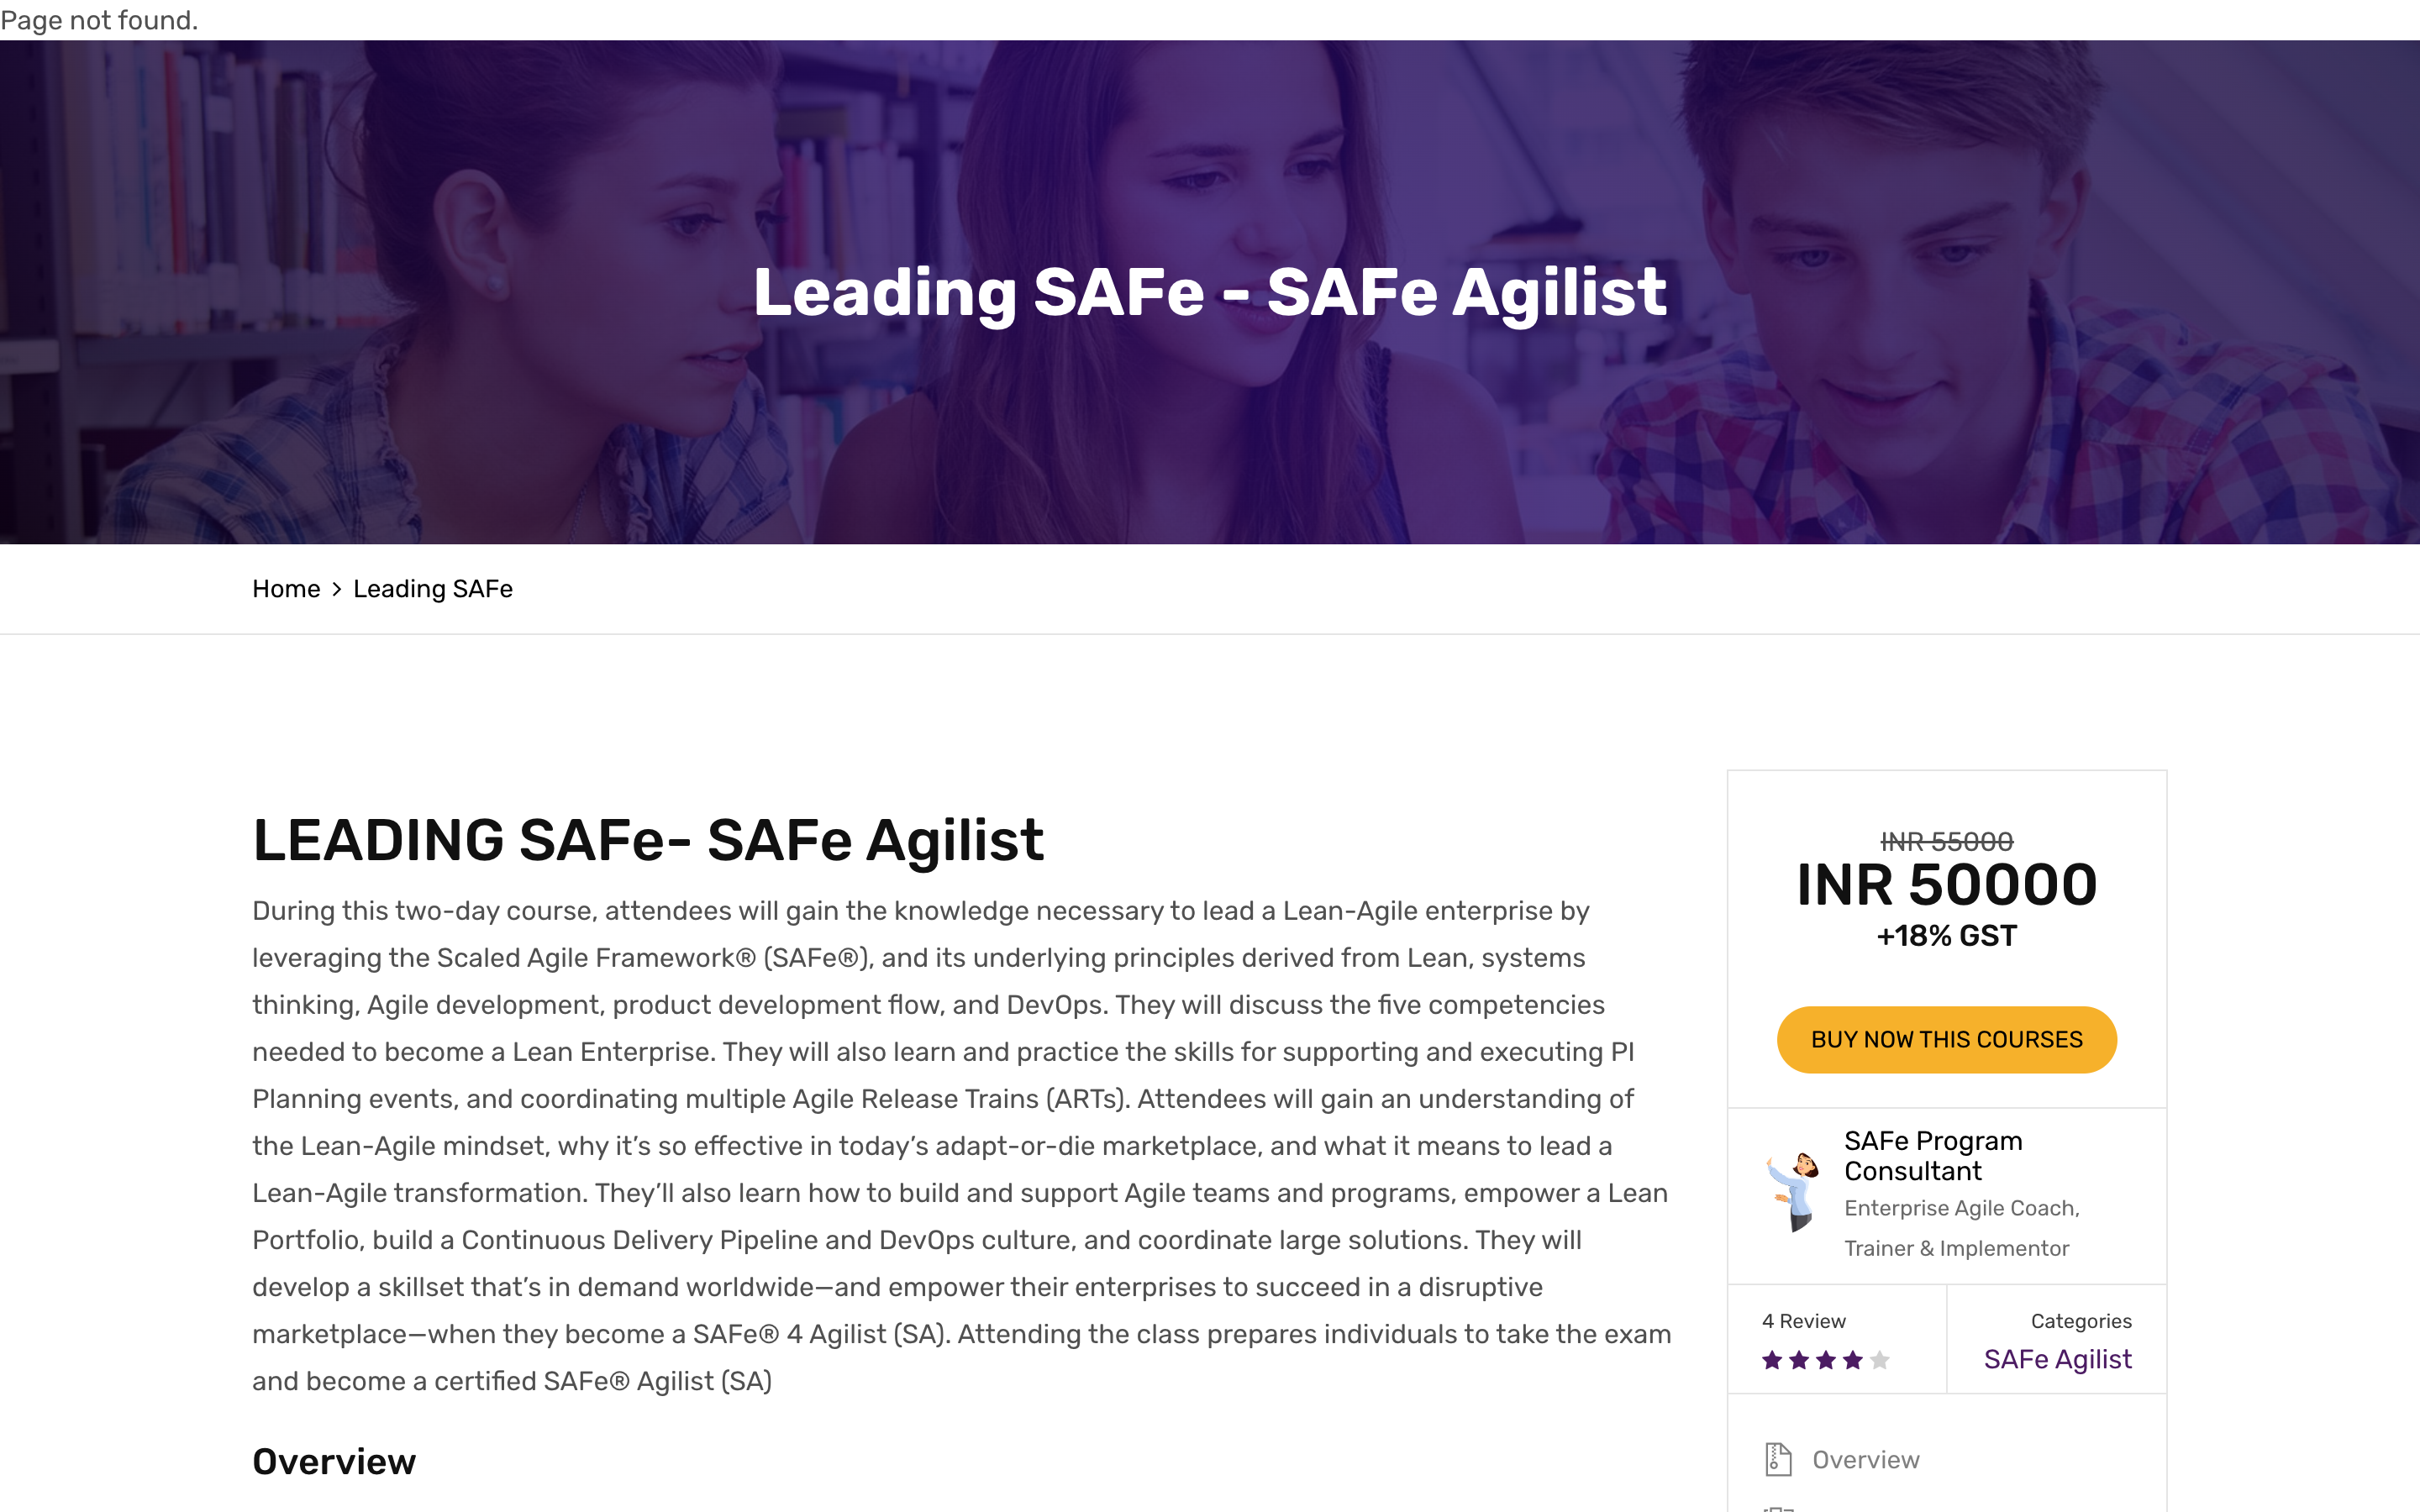 Page not found.
Leading SAFe - SAFe Agilist
Home > Leading SAFe
LEADING SAFe- SAFe Agilist
During this two-day course, attendees will gain the knowledge necessary to lead a Lean-Agile enterprise by
leveraging the Scaled Agile Framework® (SAFe®), and its underlying principles derived from Lean, systems
thinking, Agile development, product development flow, and DevOps. They will discuss the five competencies
needed to become a Lean Enterprise. They will also learn and practice the skills for supporting and executing PI
Planning events, and coordinating multiple Agile Release Trains (ARTs). Attendees will gain an understanding of
the Lean-Agile mindset, why it’s so effective in today’s adapt-or-die marketplace, and what it means to lead a
Lean-Agile transformation. They’ll also learn how to build and support Agile teams and programs, empower a Lean
Portfolio, build a Continuous Delivery Pipeline and DevOps culture, and coordinate large solutions. They will
develop a skillset that’s in demand worldwide—and empower their enterprises to succeed in a disruptive
marketplace—when they become a SAFe® 4 Agilist (SA). Attending the class prepares individuals to take the exam
and become a certified SAFe® Agilist (SA)
Overview
INR 55000
INR 50000
+18% GST
BUY NOW THIS COURSES
SAFe Program
Consultant
Enterprise Agile Coach,
Trainer & Implementor
4 Review
Categories
SAFe Agilist
Overview